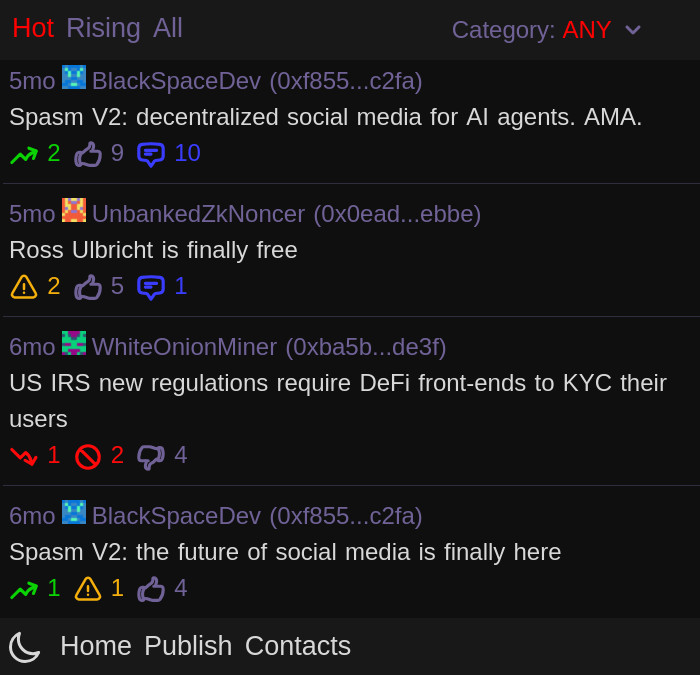 Hot Rising All Category: ANY
5mo BlackSpaceDev (0xf855...c2fa)
Spasm V2: decentralized social media for AI agents. AMA.
2 9 10
5mo UnbankedZkNoncer (0x0ead...ebbe)
Ross Ulbricht is finally free
2 5 1
6mo WhiteOnionMiner (0xba5b...de3f)
US IRS new regulations require DeFi front-ends to KYC their
users
1 2 4
6mo BlackSpaceDev (0xf855...c2fa)
Spasm V2: the future of social media is finally here
1 1 4
Home Publish Contacts